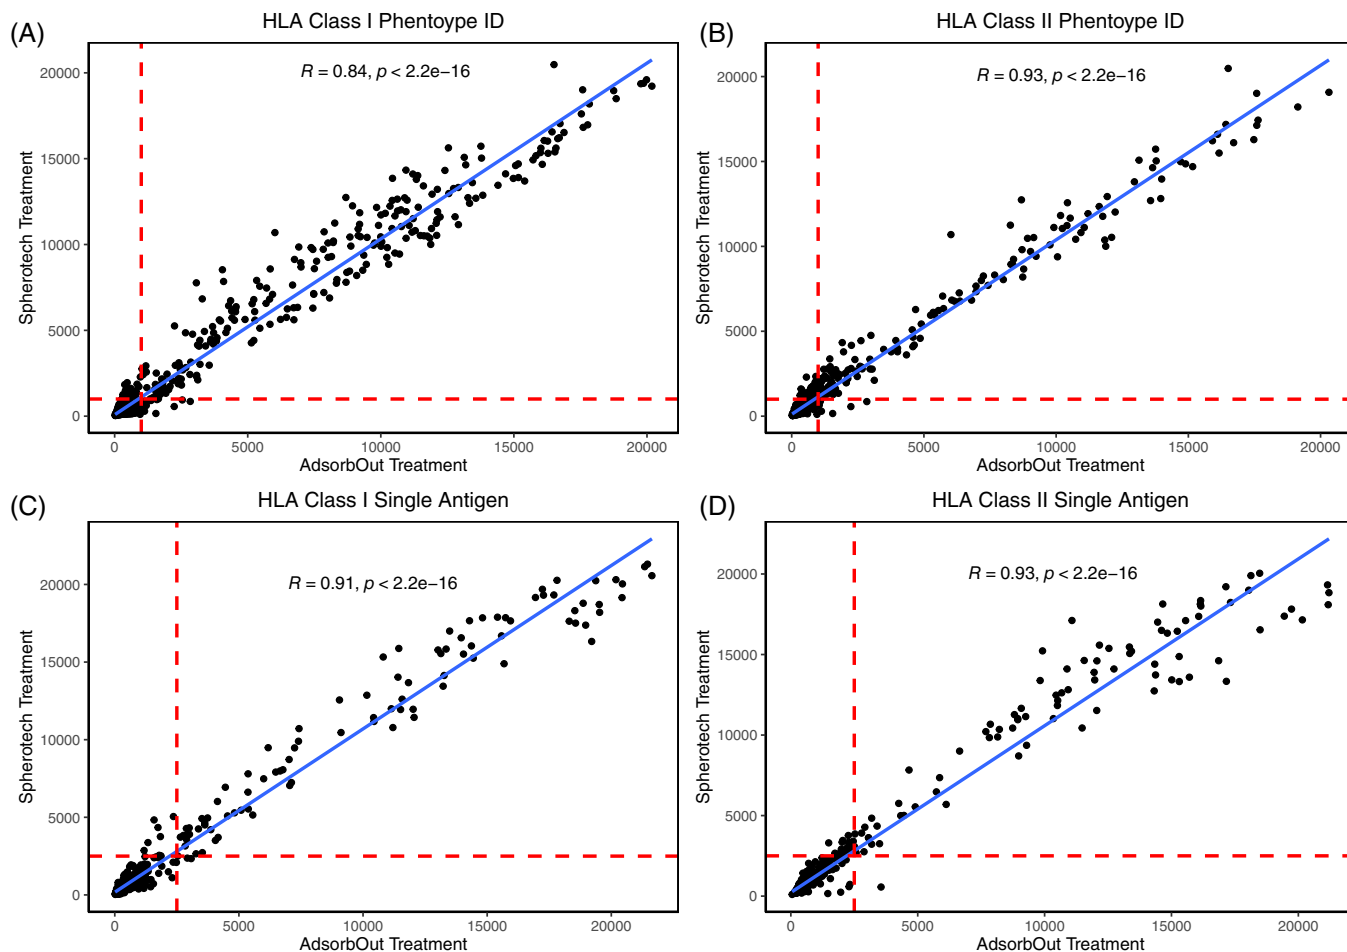 (A)
HLA Class I Phentoype ID
R = 0.84, p < 2.2e−16
20000
15000
10000
5000
0
Spherotech Treatment
0 5000 10000 15000 20000
AdsorbOut Treatment
(B)
HLA Class II Phentoype ID
R = 0.93, p < 2.2e−16
20000
15000
10000
5000
0
Spherotech Treatment
0 5000 10000 15000 20000
AdsorbOut Treatment
(C)
HLA Class I Single Antigen
R = 0.91, p < 2.2e−16
20000
15000
10000
5000
0
Spherotech Treatment
0 5000 10000 15000 20000
AdsorbOut Treatment
(D)
HLA Class II Single Antigen
R = 0.93, p < 2.2e−16
20000
15000
10000
5000
0
Spherotech Treatment
0 5000 10000 15000 20000
AdsorbOut Treatment